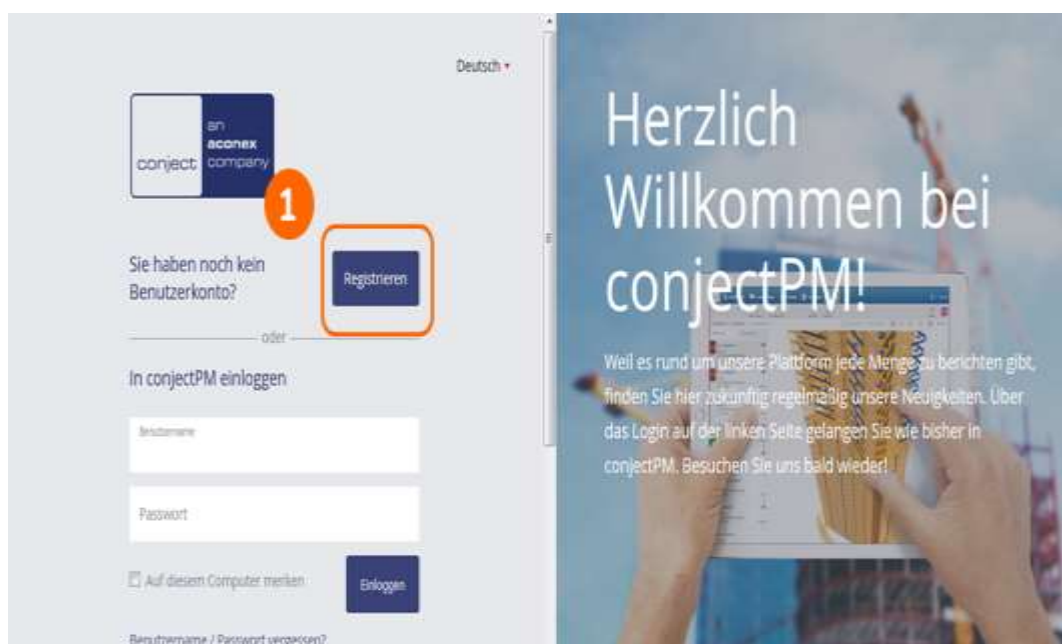 Deutsch
conject
an
aconex
company
1
Sie haben noch kein
Benutzerkonto?
Registrieren
oder
In conjectPM einloggen
Benutzername
Passwort
Auf diesem Computer merken
Einloggen
Benutzername / Passwort vergessen?
Herzlich
Willkommen bei
conjectPM!
Weil es rund um unsere Plattform jede Menge zu berichten gibt,
finden Sie hier zukünftig regelmäßig unsere Neuigkeiten. Über
das Login auf der linken Seite gelangen Sie wie bisher in
conjectPM. Besuchen Sie uns bald wieder!